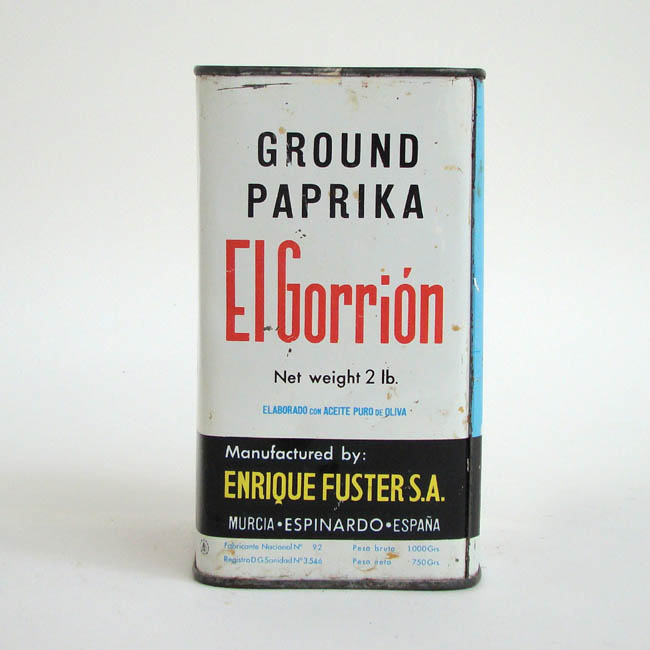 GROUND
PAPRIKA
El Gorrión
Net weight 2 lb.
ELABORADO CON ACEITE PURO DE OLIVA
Manufactured by:
ENRIQUE FUSTER S.A.
MURCIA•ESPINARDO•ESPAÑA
Fabricante Nacional Nº 92 Peso bruto 1.000 Grs
Registro D.G. Sanidad Nº 3.546 Peso neto 750 Grs